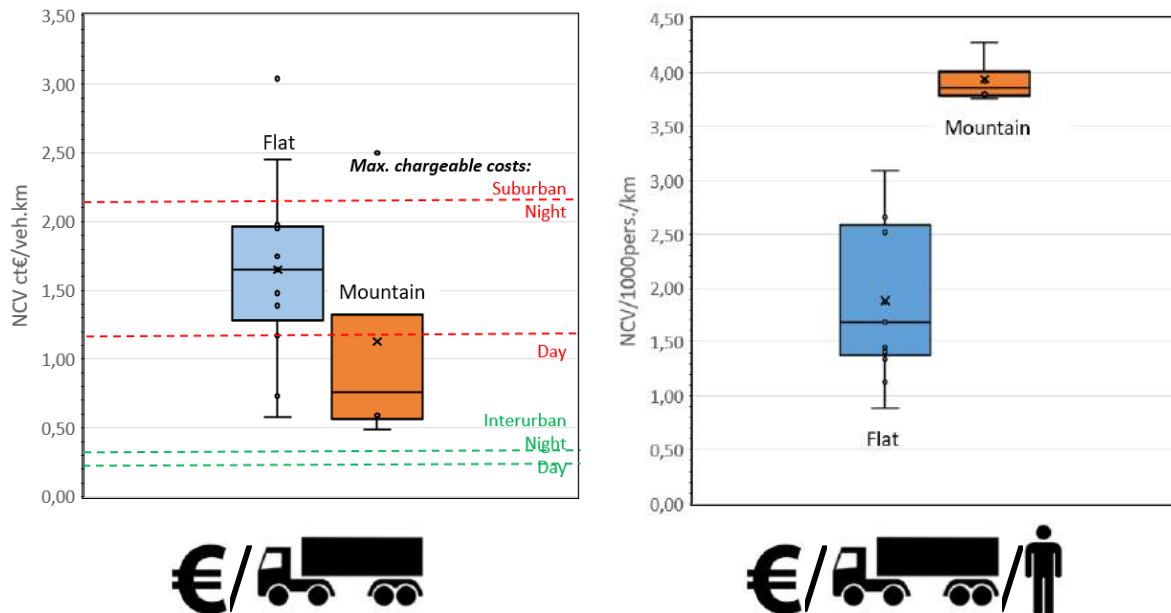 3,50
3,00
2,50
2,00
1,50
1,00
0,50
0,00
NCV ct€/veh.km
Flat
Mountain
Max. chargeable costs:
Suburban
Night
Day
Interurban
Night
Day
€/
4,50
4,00
3,50
3,00
2,50
2,00
1,50
1,00
0,50
0,00
NCV/1000pers./km
Mountain
Flat
€/ /